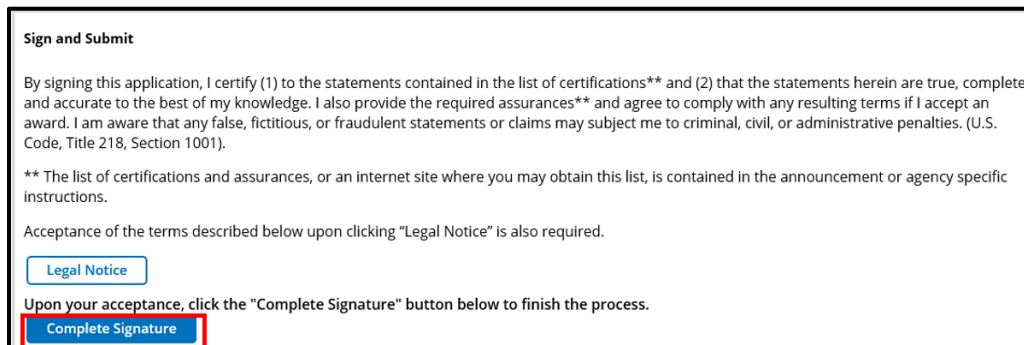 Sign and Submit
By signing this application, I certify (1) to the statements contained in the list of certifications** and (2) that the statements herein are true, complete
and accurate to the best of my knowledge. I also provide the required assurances** and agree to comply with any resulting terms if I accept an
award. I am aware that any false, fictitious, or fraudulent statements or claims may subject me to criminal, civil, or administrative penalties. (U.S.
Code, Title 218, Section 1001).
** The list of certifications and assurances, or an internet site where you may obtain this list, is contained in the announcement or agency specific
instructions.
Acceptance of the terms described below upon clicking “Legal Notice” is also required.
Legal Notice
Upon your acceptance, click the "Complete Signature" button below to finish the process.
Complete Signature